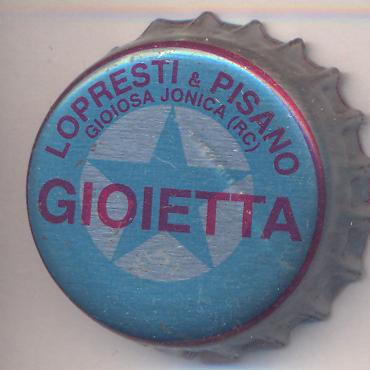 LOPRESTI & PISANO
GIOIOSA JONICA (RC)
GIOIETTA